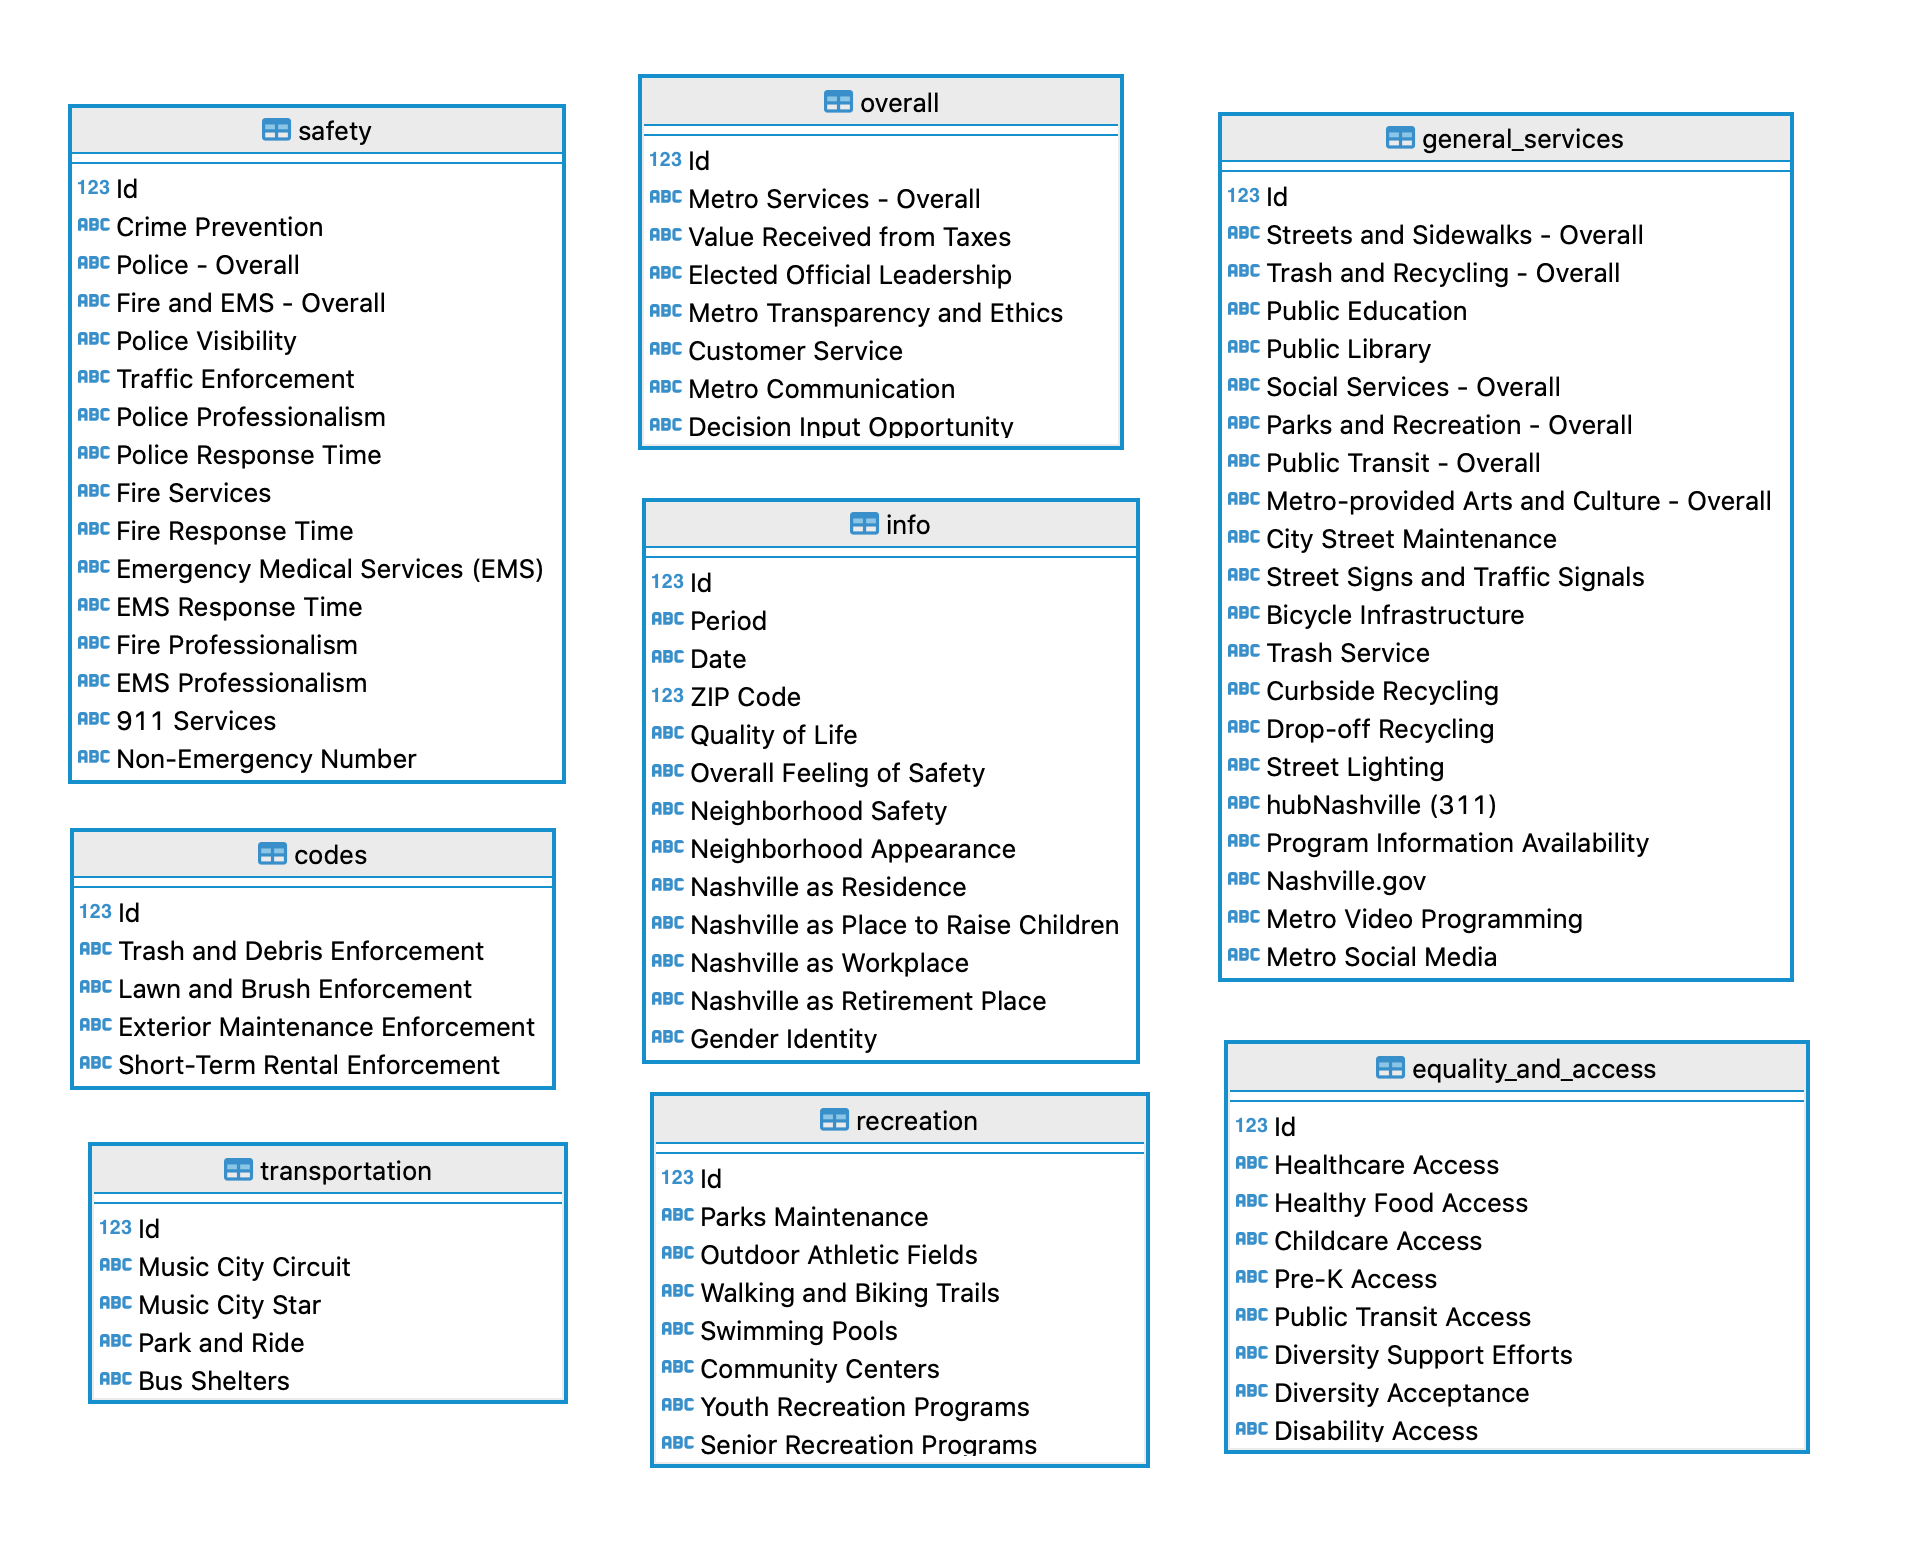 safety
123 Id
ABC Crime Prevention
ABC Police - Overall
ABC Fire and EMS - Overall
ABC Police Visibility
ABC Traffic Enforcement
ABC Police Professionalism
ABC Police Response Time
ABC Fire Services
ABC Fire Response Time
ABC Emergency Medical Services (EMS)
ABC EMS Response Time
ABC Fire Professionalism
ABC EMS Professionalism
ABC 911 Services
ABC Non-Emergency Number
codes
123 Id
ABC Trash and Debris Enforcement
ABC Lawn and Brush Enforcement
ABC Exterior Maintenance Enforcement
ABC Short-Term Rental Enforcement
transportation
123 Id
ABC Music City Circuit
ABC Music City Star
ABC Park and Ride
ABC Bus Shelters
overall
123 Id
ABC Metro Services - Overall
ABC Value Received from Taxes
ABC Elected Official Leadership
ABC Metro Transparency and Ethics
ABC Customer Service
ABC Metro Communication
ABC Decision Input Opportunity
info
123 Id
ABC Period
ABC Date
123 ZIP Code
ABC Quality of Life
ABC Overall Feeling of Safety
ABC Neighborhood Safety
ABC Neighborhood Appearance
ABC Nashville as Residence
ABC Nashville as Place to Raise Children
ABC Nashville as Workplace
ABC Nashville as Retirement Place
ABC Gender Identity
recreation
123 Id
ABC Parks Maintenance
ABC Outdoor Athletic Fields
ABC Walking and Biking Trails
ABC Swimming Pools
ABC Community Centers
ABC Youth Recreation Programs
ABC Senior Recreation Programs
general_services
123 Id
ABC Streets and Sidewalks - Overall
ABC Trash and Recycling - Overall
ABC Public Education
ABC Public Library
ABC Social Services - Overall
ABC Parks and Recreation - Overall
ABC Public Transit - Overall
ABC Metro-provided Arts and Culture - Overall
ABC City Street Maintenance
ABC Street Signs and Traffic Signals
ABC Bicycle Infrastructure
ABC Trash Service
ABC Curbside Recycling
ABC Drop-off Recycling
ABC Street Lighting
ABC hubNashville (311)
ABC Program Information Availability
ABC Nashville.gov
ABC Metro Video Programming
ABC Metro Social Media
equality_and_access
123 Id
ABC Healthcare Access
ABC Healthy Food Access
ABC Childcare Access
ABC Pre-K Access
ABC Public Transit Access
ABC Diversity Support Efforts
ABC Diversity Acceptance
ABC Disability Access